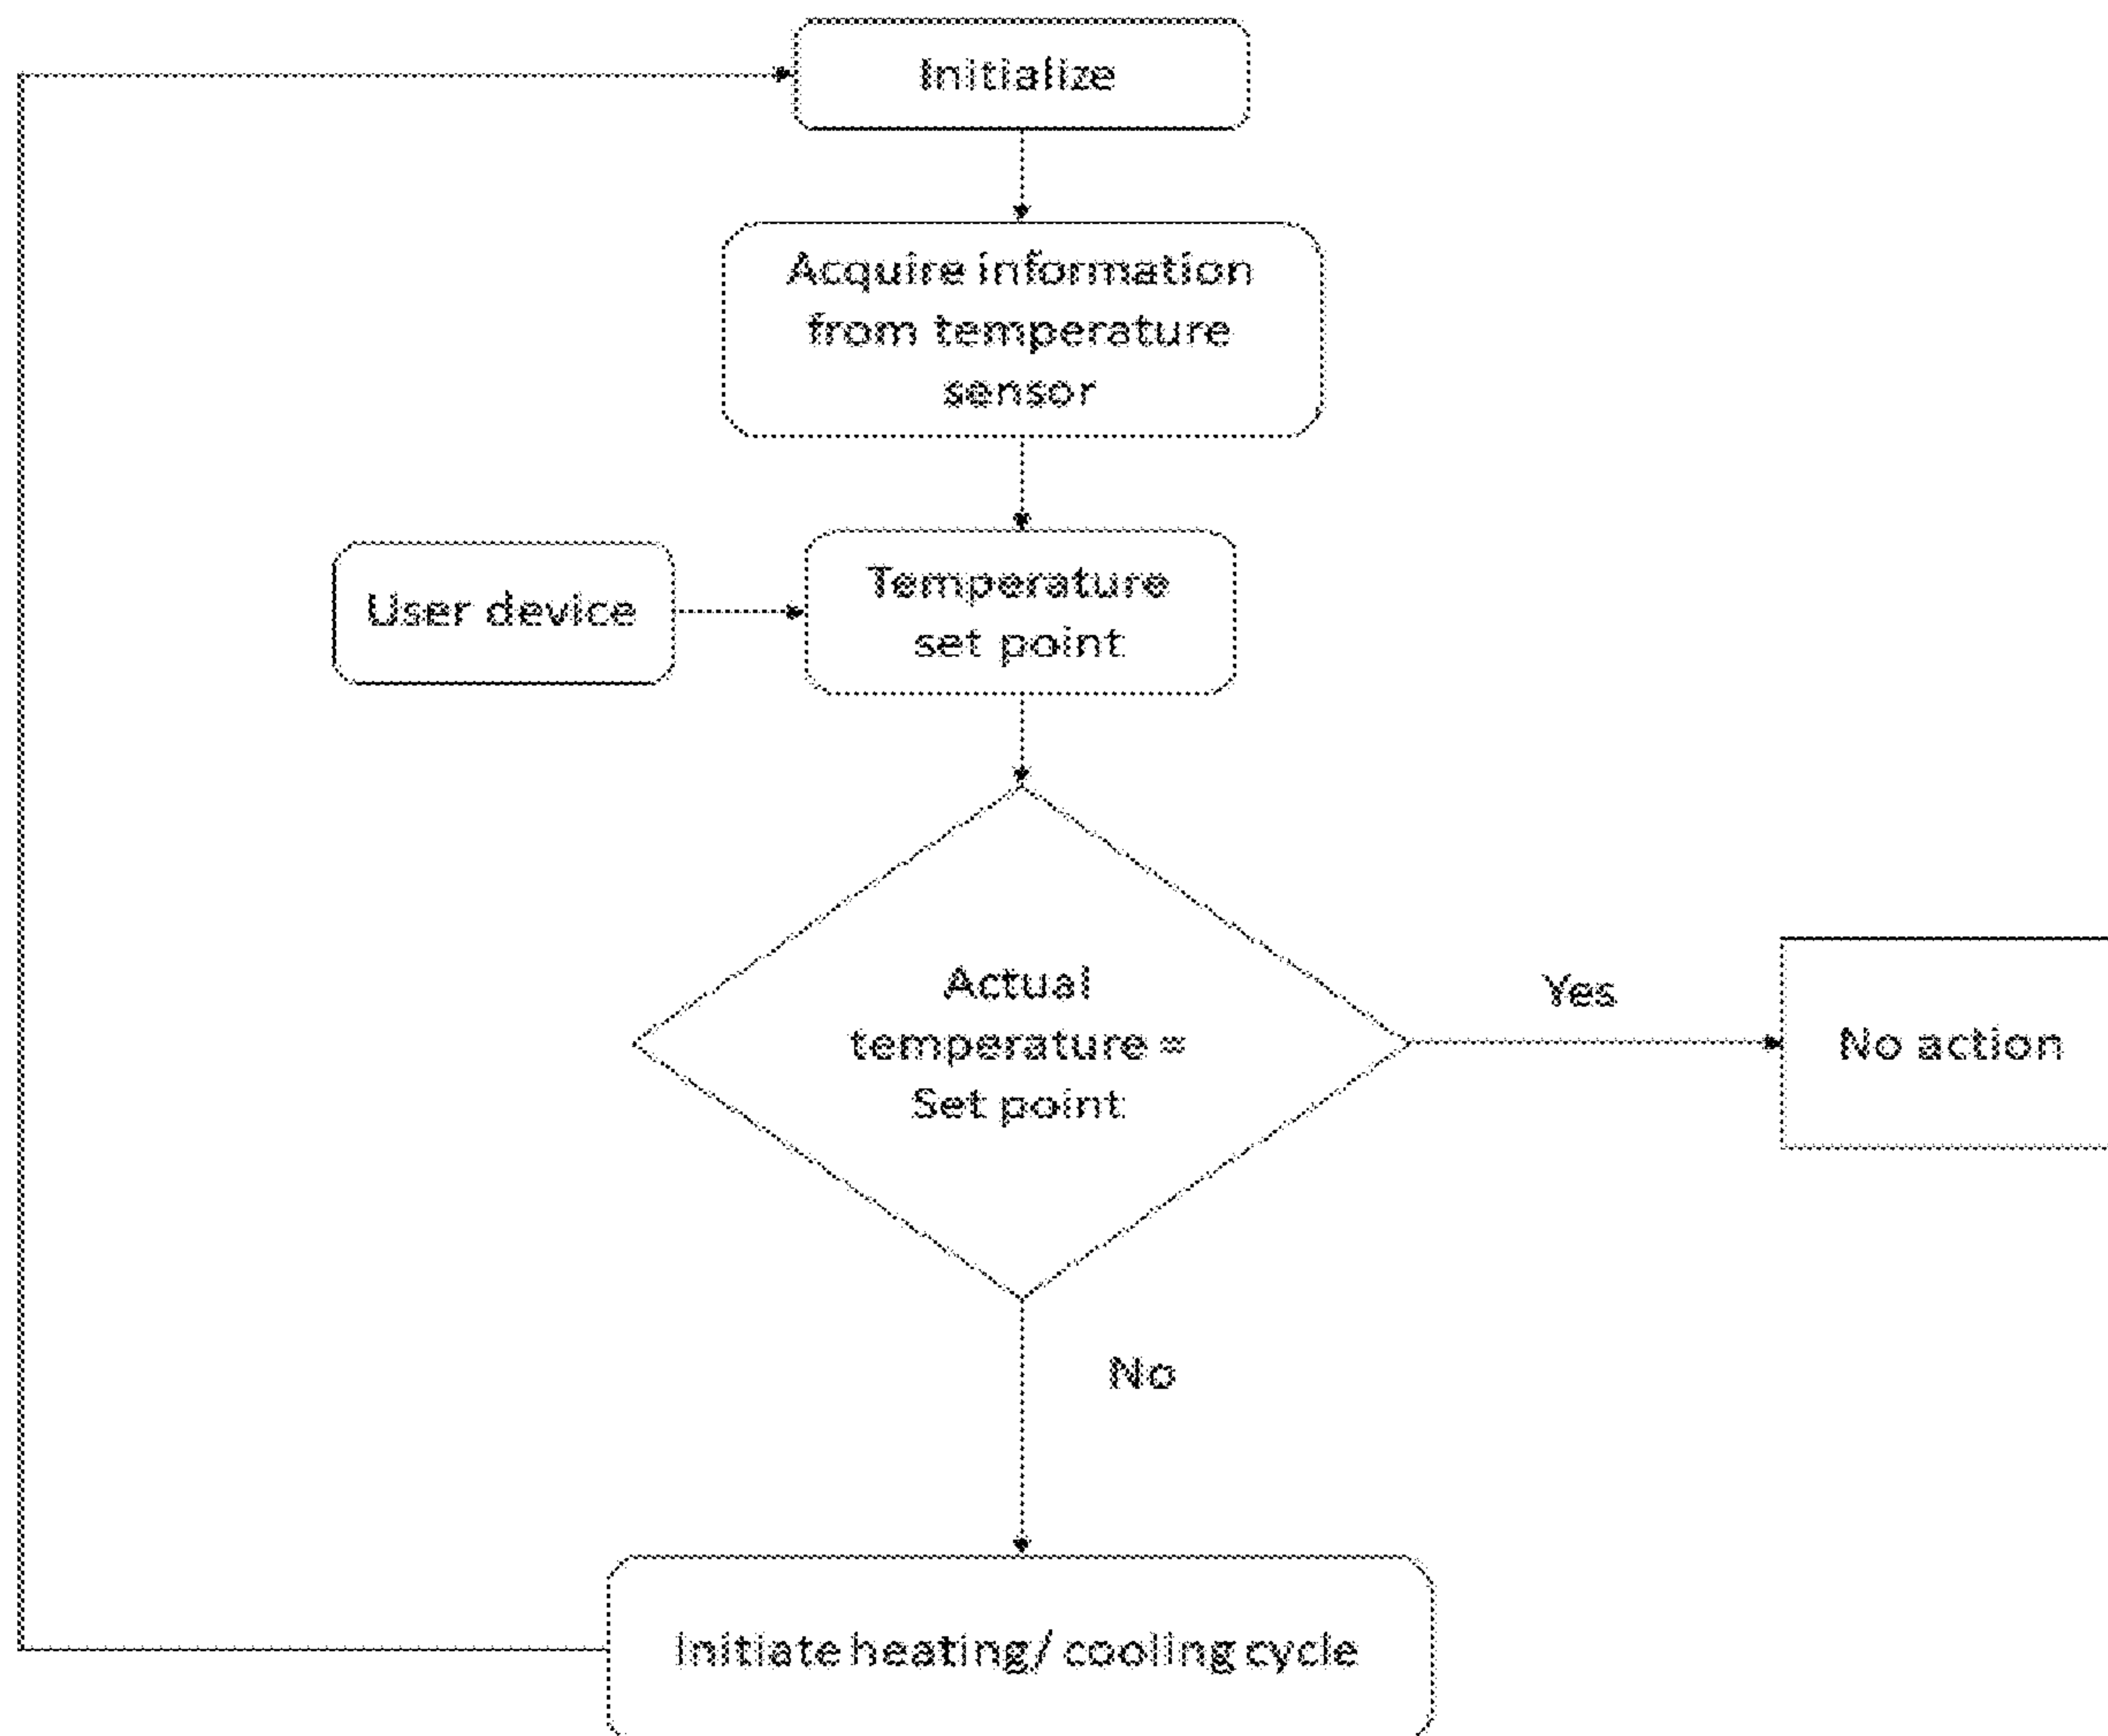 Initialize
Acquire information
from temperature
sensor
User device
Temperature
set point
Actual
temperature =
Set point
Yes
No action
No
Initiate heating/ cooling cycle